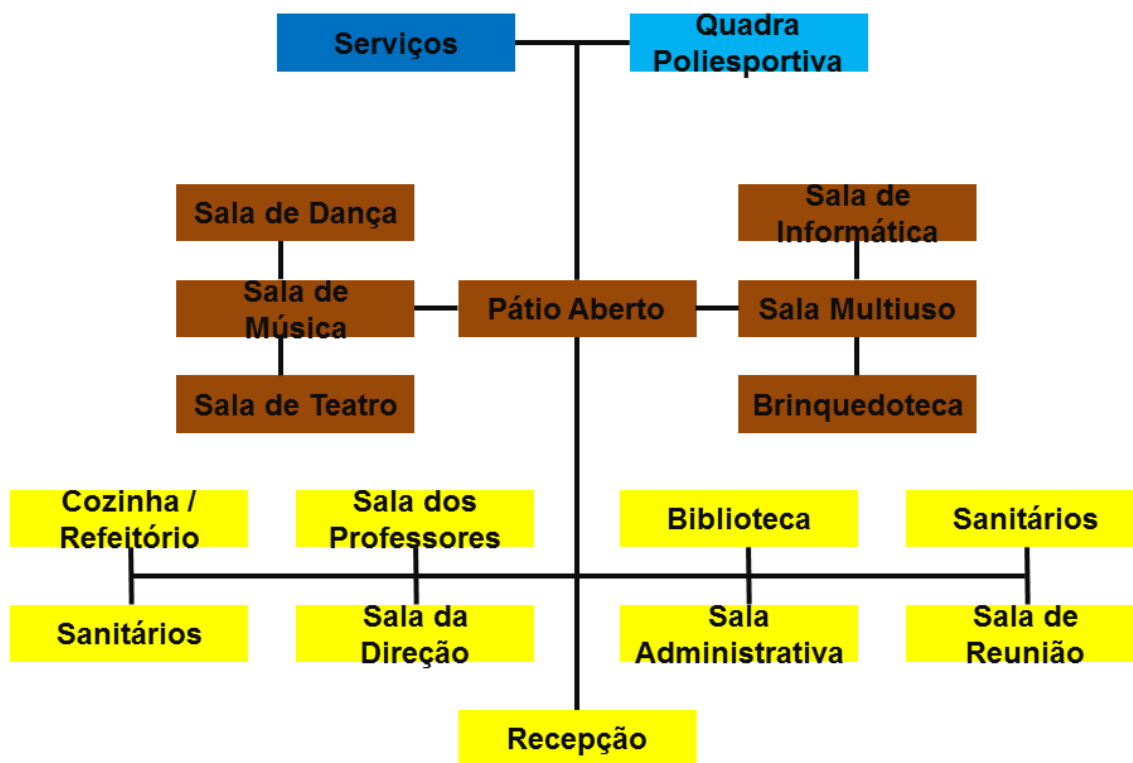 Serviços
Quadra
Poliesportiva
Sala de Dança
Sala de
Informática
Sala de
Música
Pátio Aberto
Sala Multiuso
Sala de Teatro
Brinquedoteca
Cozinha /
Refeitório
Sala dos
Professores
Biblioteca
Sanitários
Sanitários
Sala da
Direção
Sala
Administrativa
Sala de
Reunião
Recepção